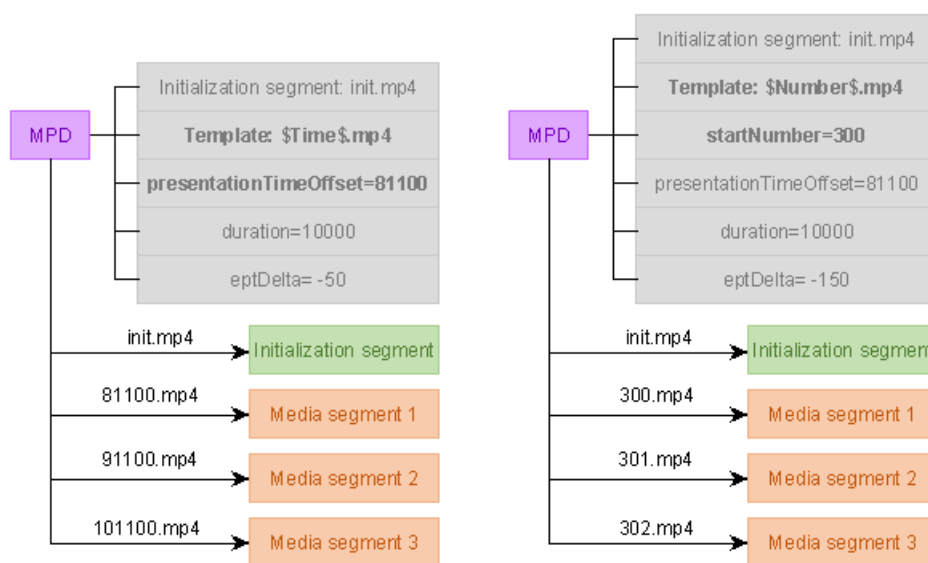 MPD
Initialization segment: init.mp4
Template: $Time$.mp4
presentationTimeOffset=81100
duration=10000
eptDelta= -50
init.mp4
Initialization segment
81100.mp4
Media segment 1
91100.mp4
Media segment 2
101100.mp4
Media segment 3
MPD
Initialization segment: init.mp4
Template: $Number$.mp4
startNumber=300
presentationTimeOffset=81100
duration=10000
eptDelta= -150
init.mp4
Initialization segment
300.mp4
Media segment 1
301.mp4
Media segment 2
302.mp4
Media segment 3